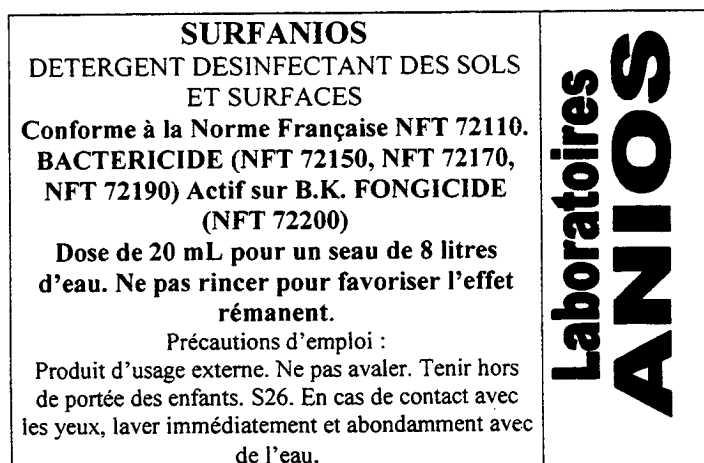 SURFANIOS
DETERGENT DESINFECTANT DES SOLS
ET SURFACES
Conforme à la Norme Française NFT 72110.
BACTERICIDE (NFT 72150, NFT 72170,
NFT 72190) Actif sur B.K. FONGICIDE
(NFT 72200)
Dose de 20 mL pour un seau de 8 litres
d'eau. Ne pas rincer pour favoriser l'effet
rémanent.
Précautions d'emploi :
Produit d'usage externe. Ne pas avaler. Tenir hors
de portée des enfants. S26. En cas de contact avec
les yeux, laver immédiatement et abondamment avec
de l'eau.
Laboratoires
ANIOS